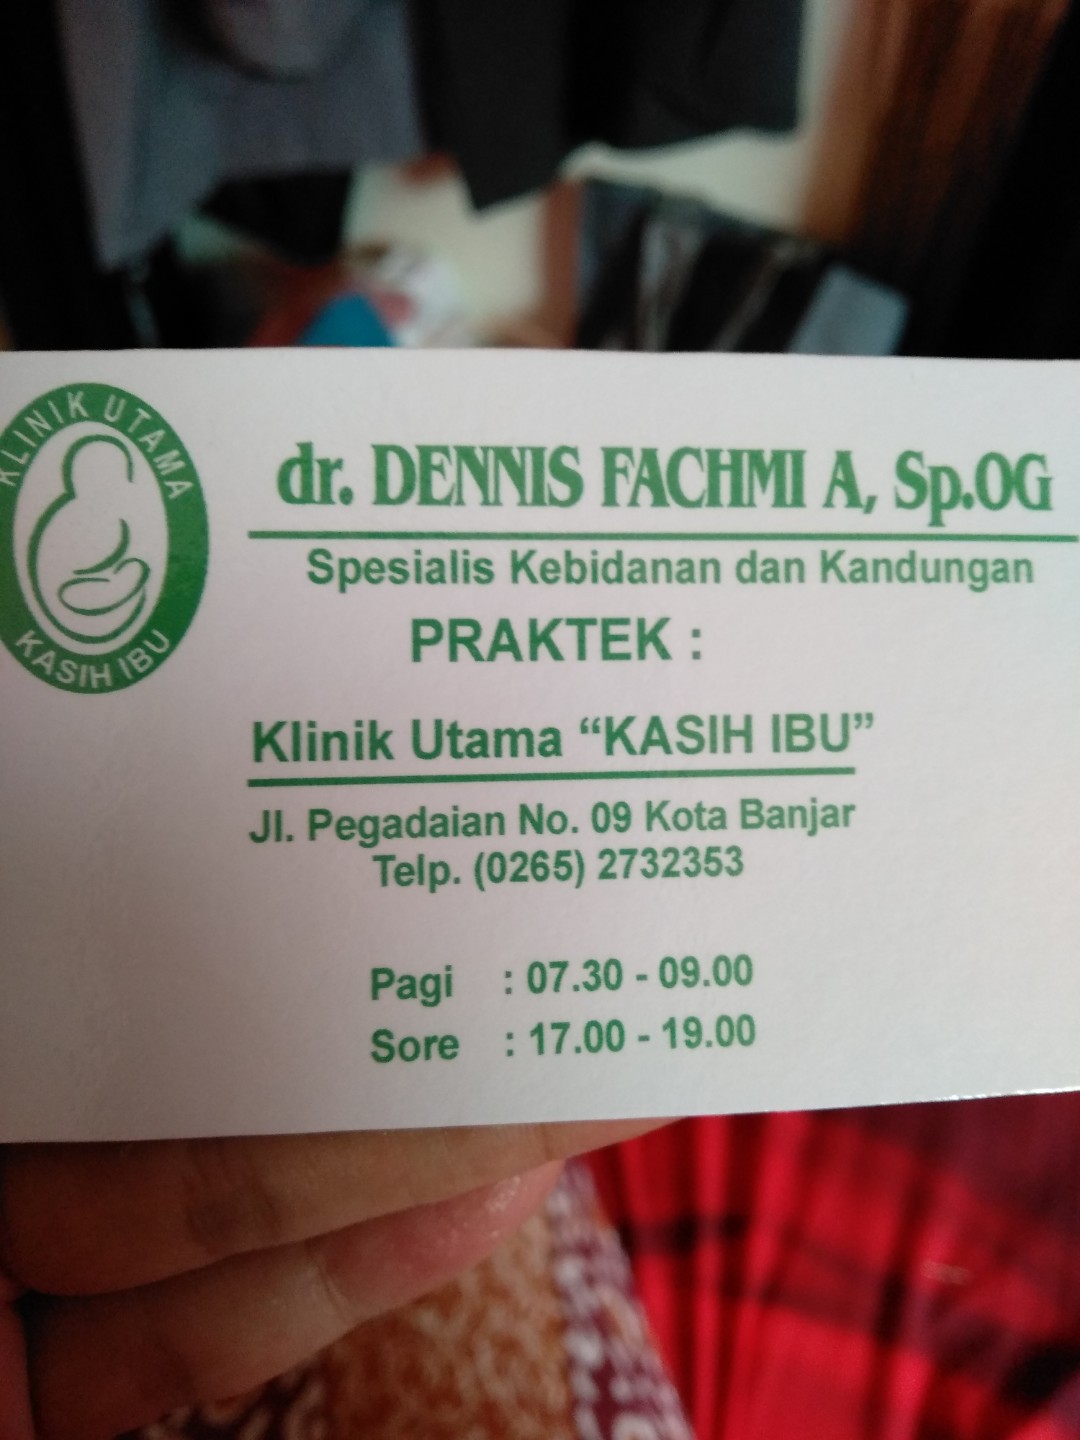 KLINIK UTAMA
KASIH IBU
dr. DENNIS FACHMI A, Sp.OG
Spesialis Kebidanan dan Kandungan
PRAKTEK :
Klinik Utama “KASIH IBU”
Jl. Pegadaian No. 09 Kota Banjar
Telp. (0265) 2732353
Pagi : 07.30 - 09.00
Sore : 17.00 - 19.00